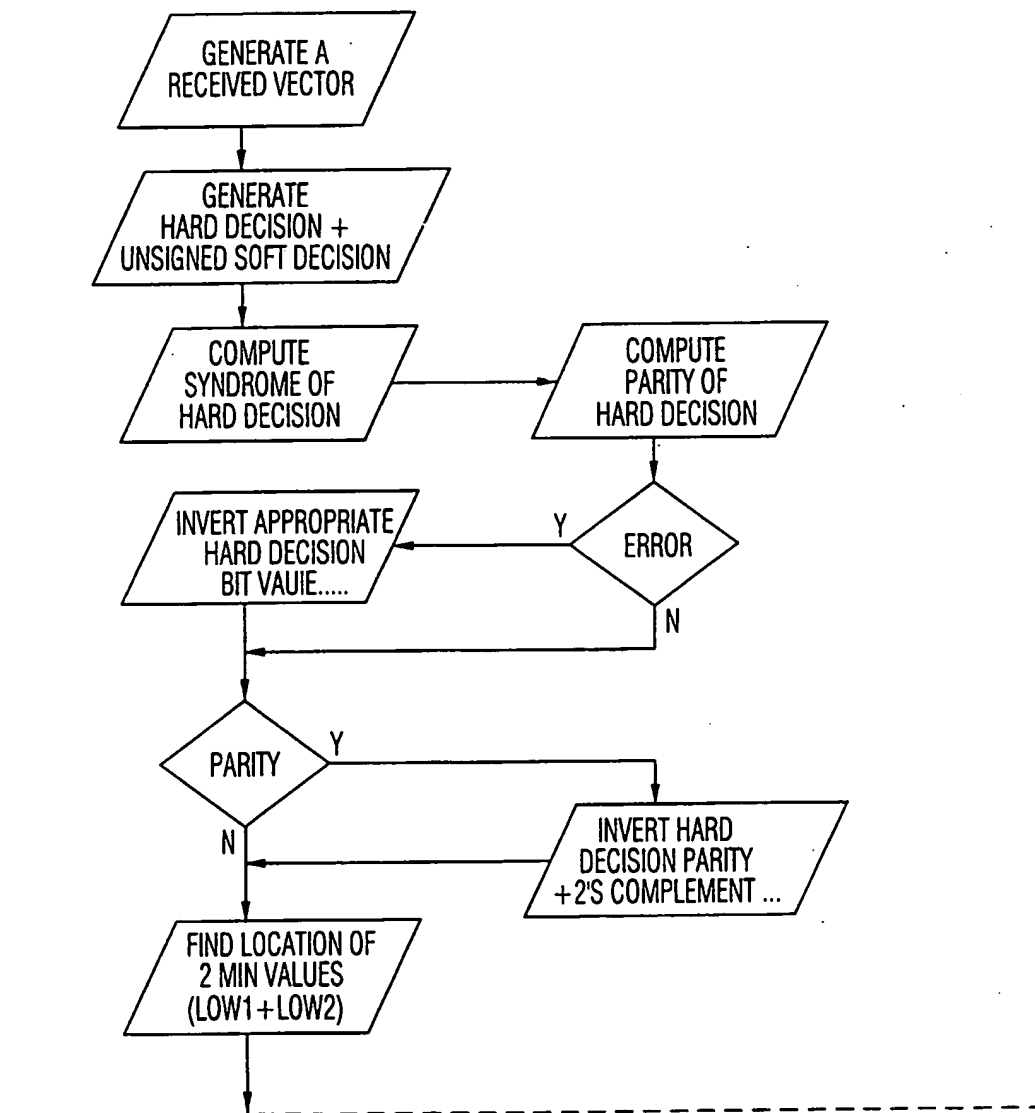 GENERATE A
RECEIVED VECTOR
GENERATE
HARD DECISION +
UNSIGNED SOFT DECISION
COMPUTE
SYNDROME OF
HARD DECISION
COMPUTE
PARITY OF
HARD DECISION
ERROR
Y
N
INVERT APPROPRIATE
HARD DECISION
BIT VAUIE.....
PARITY
Y
N
INVERT HARD
DECISION PARITY
+2'S COMPLEMENT ...
FIND LOCATION OF
2 MIN VALUES
(LOW1+LOW2)